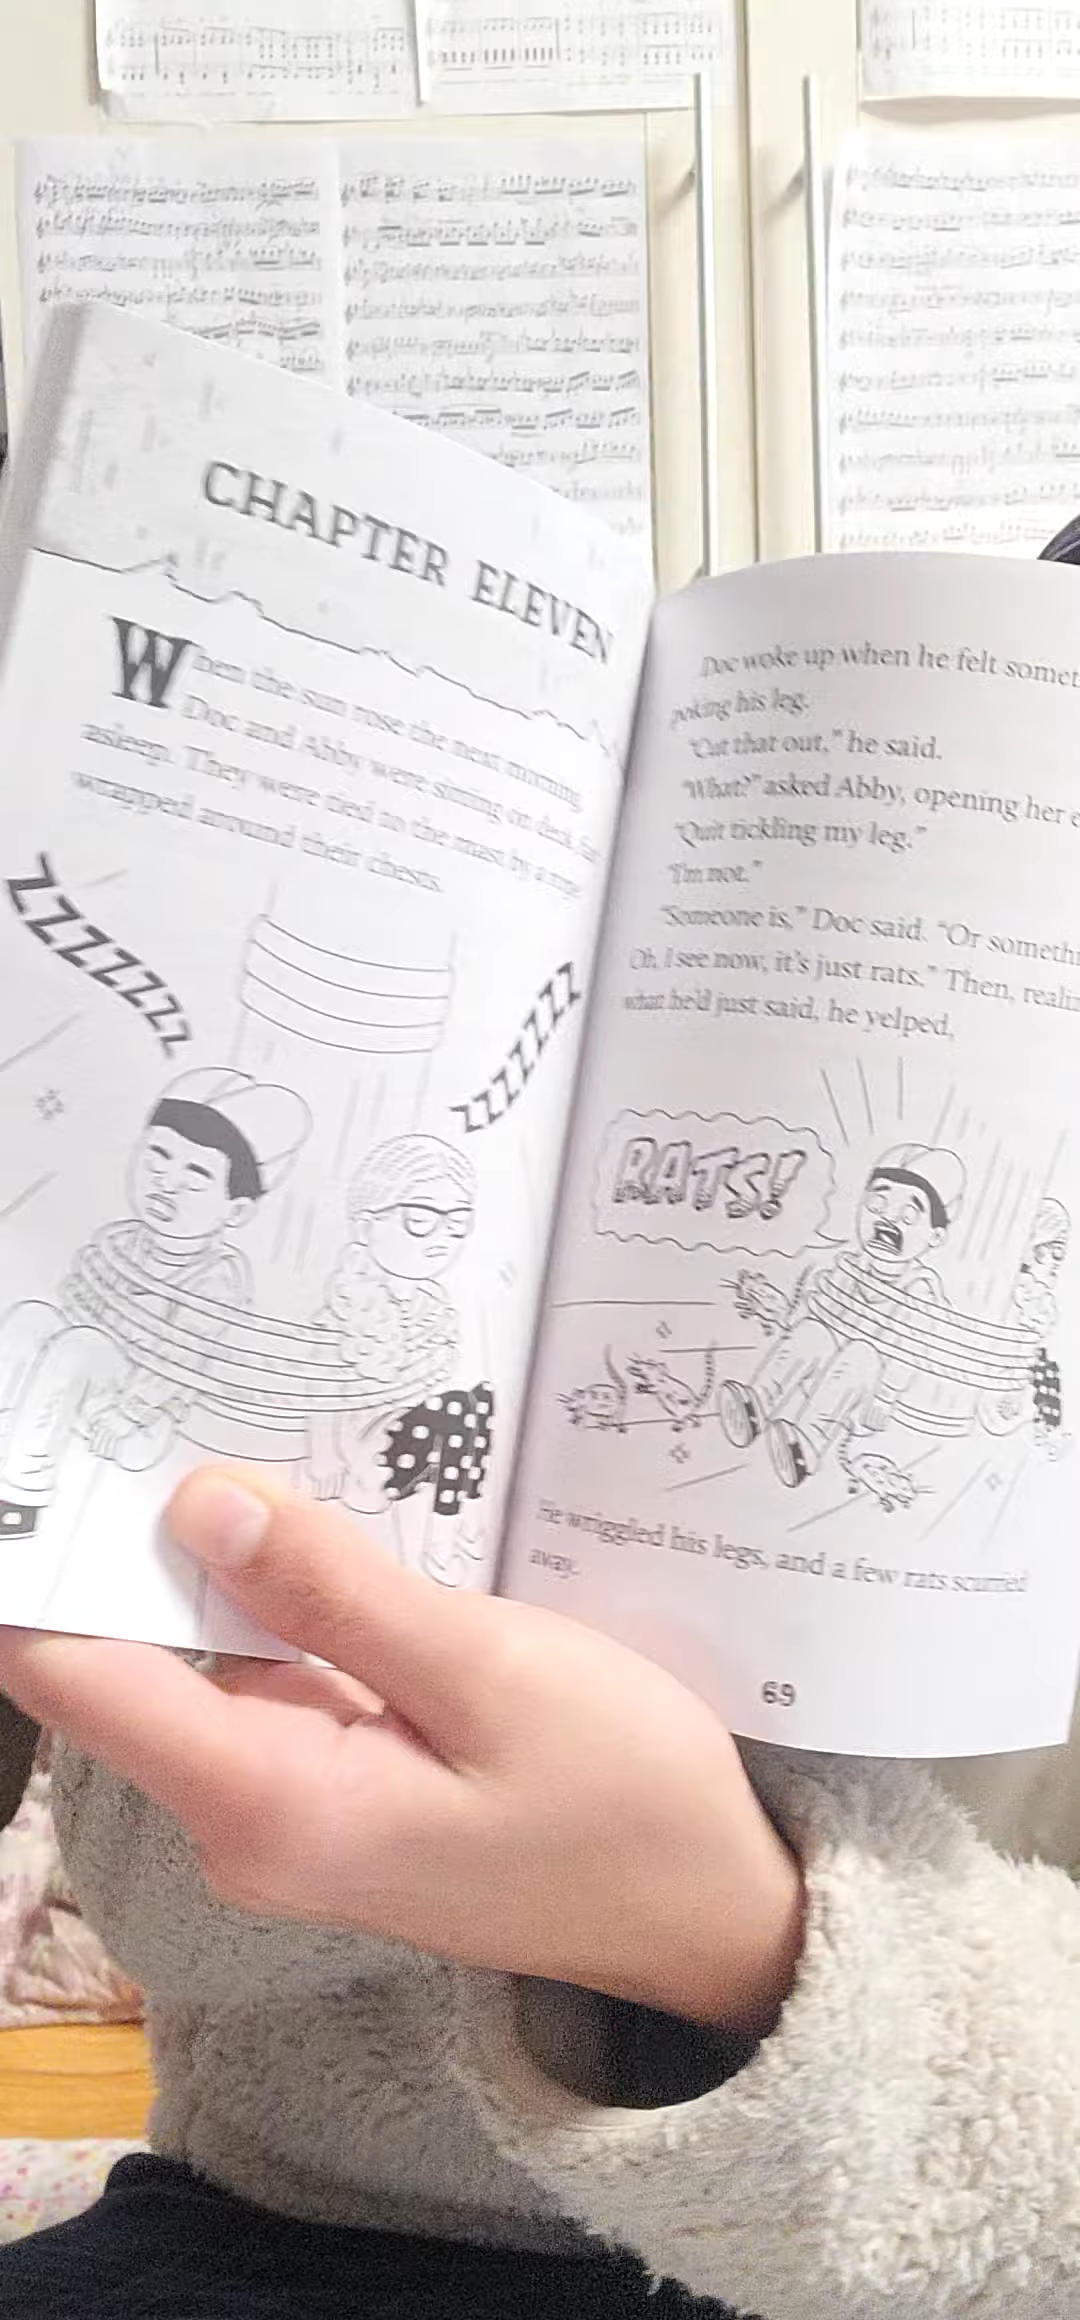 CHAPTER ELEVEN
When the sun rose the next morning,
Doc and Abby were sitting on deck, fast
asleep. They were tied to the mast by a rope
wrapped around their chests.
ZZZZZZZ
ZZZZZZZ
Doc woke up when he felt somet
poking his leg.
"Cut that out," he said.
"What?" asked Abby, opening her e
"Quit tickling my leg."
"I'm not."
"Someone is," Doc said. "Or somethi
Oh, I see now, it's just rats." Then, realiz
what he'd just said, he yelped,
RATS!
He wriggled his legs, and a few rats scurried
away.
69